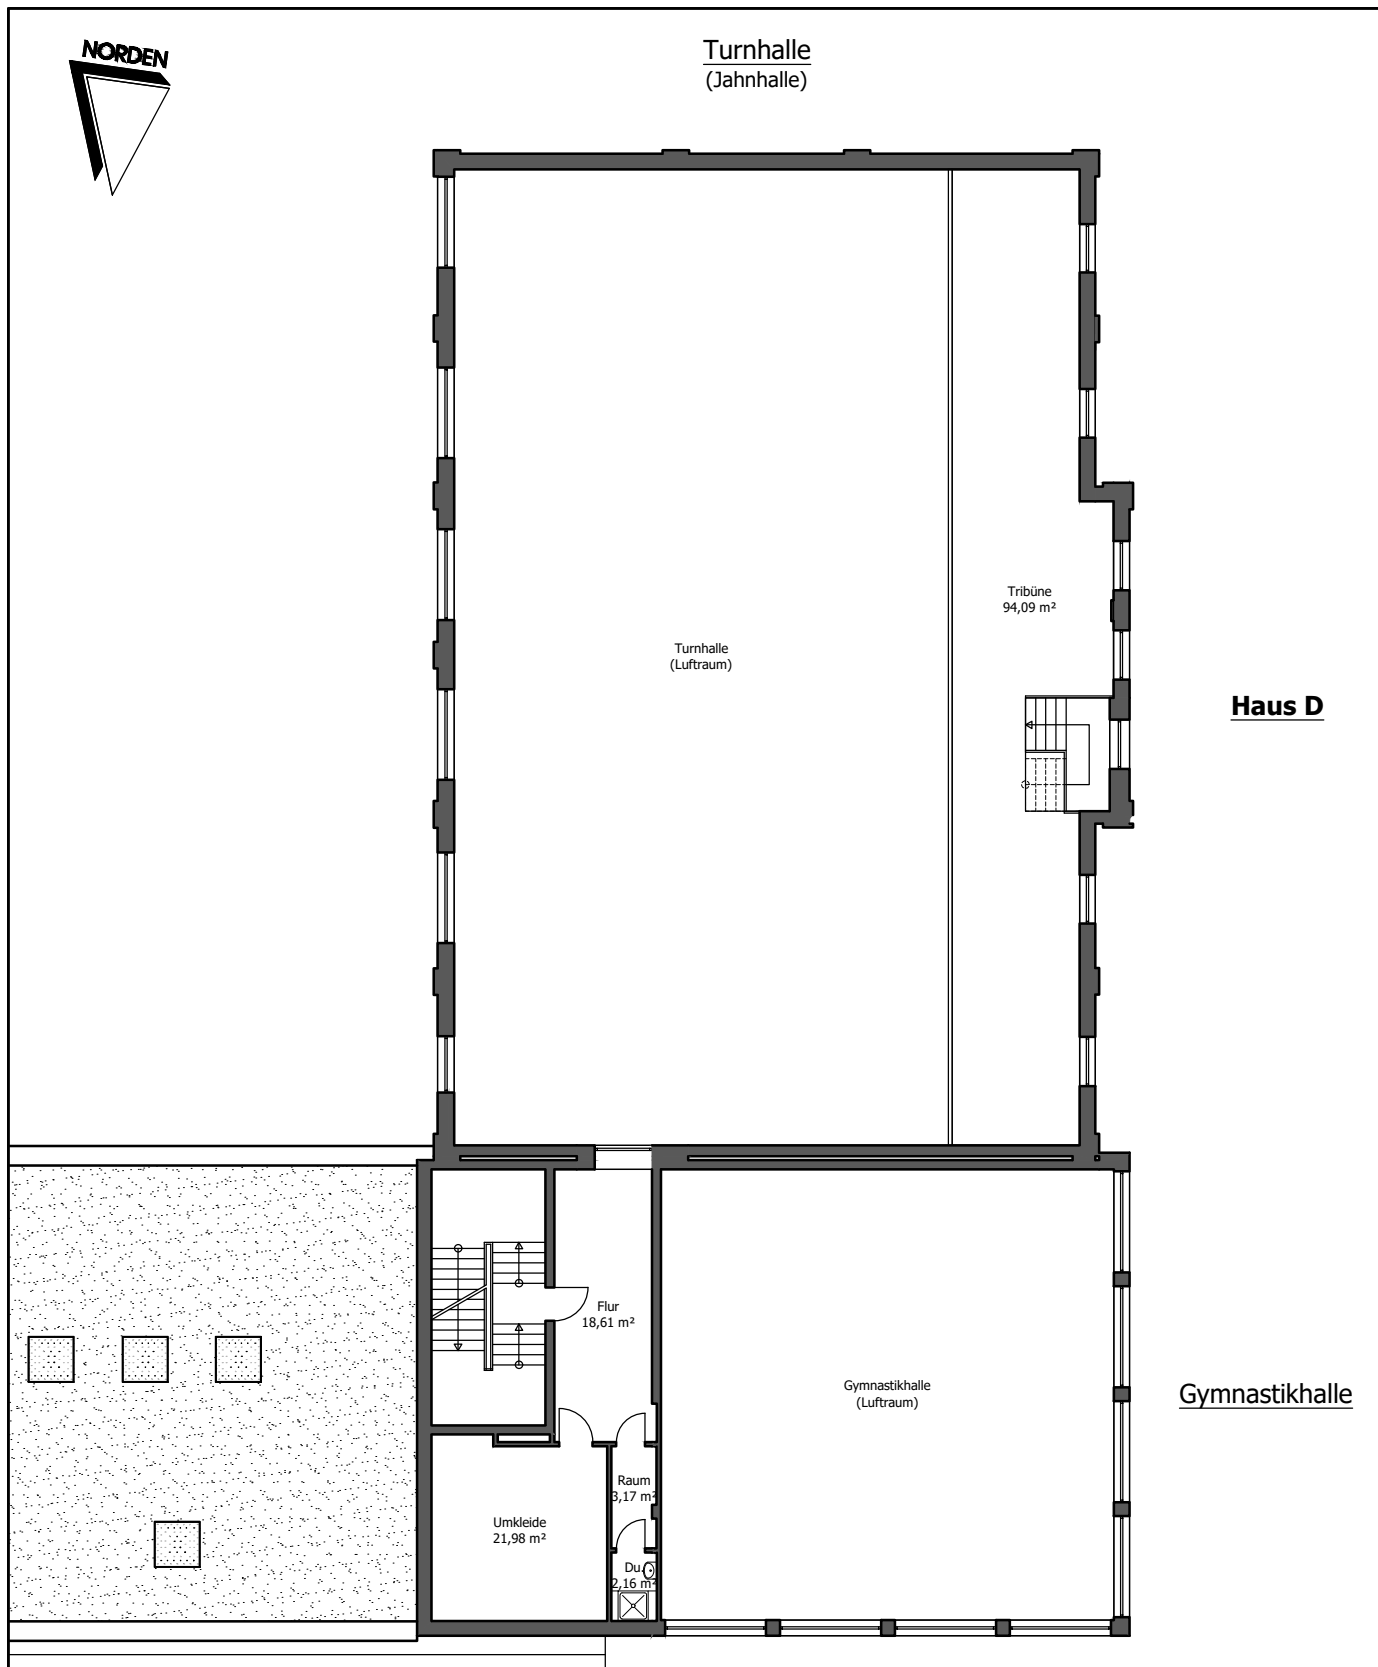 NORDEN
Turnhalle
(Jahnhalle)
Tribüne
94,09 m²
Turnhalle
(Luftraum)
Haus D
Flur
18,61 m²
Gymnastikhalle
(Luftraum)
Gymnastikhalle
Raum
3,17 m²
Umkleide
21,98 m²
Du.
2,16 m²